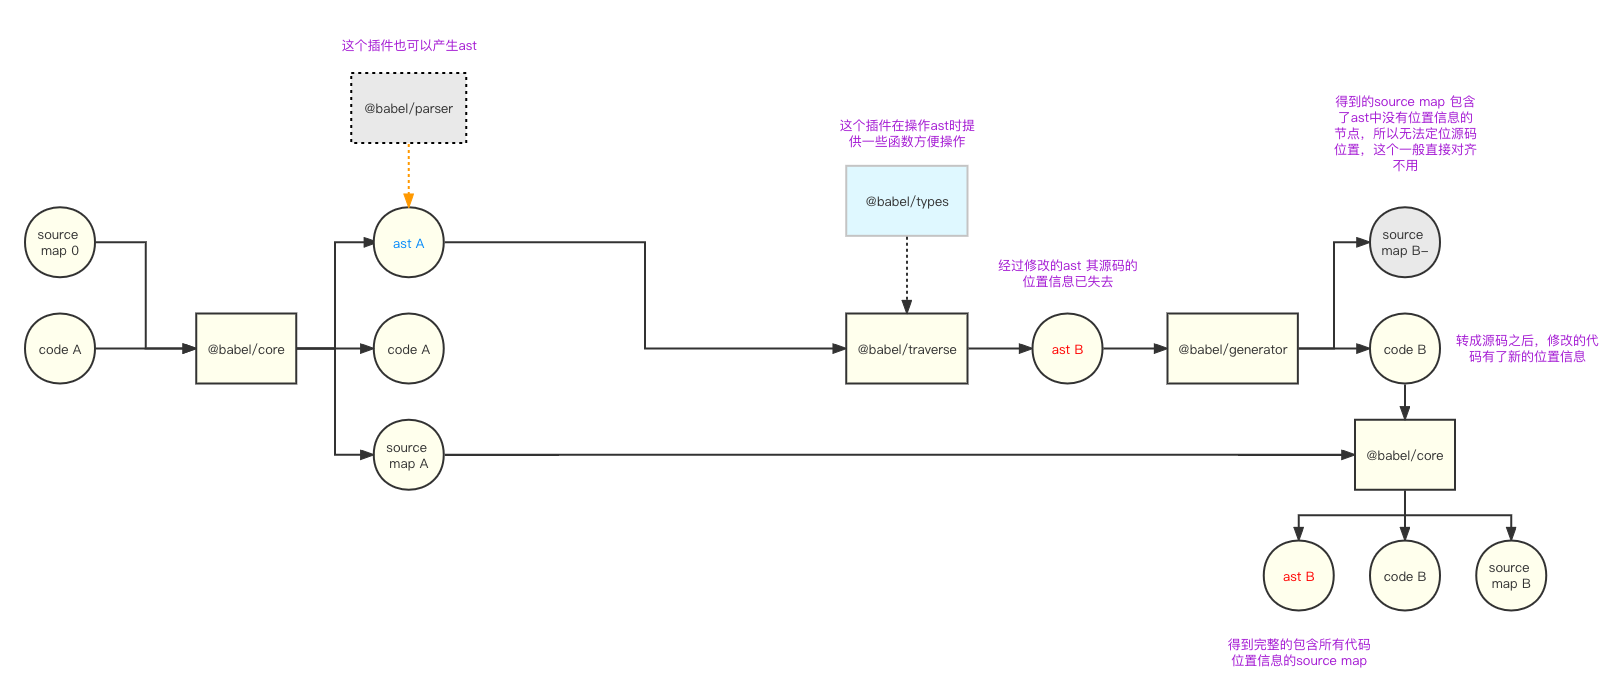 这个插件也可以产生ast
@babel/parser
得到的source map 包含
了ast中没有位置信息的
节点，所以无法定位源码
位置，这个一般直接对齐
不用
这个插件在操作ast时提
供一些函数方便操作
@babel/types
source
map 0
ast A
source
map B-
经过修改的ast 其源码的
位置信息已失去
code A
@babel/core
code A
@babel/traverse
ast B
@babel/generator
code B
转成源码之后，修改的代
码有了新的位置信息
source
map A
@babel/core
ast B
code B
source
map B
得到完整的包含所有代码
位置信息的source map